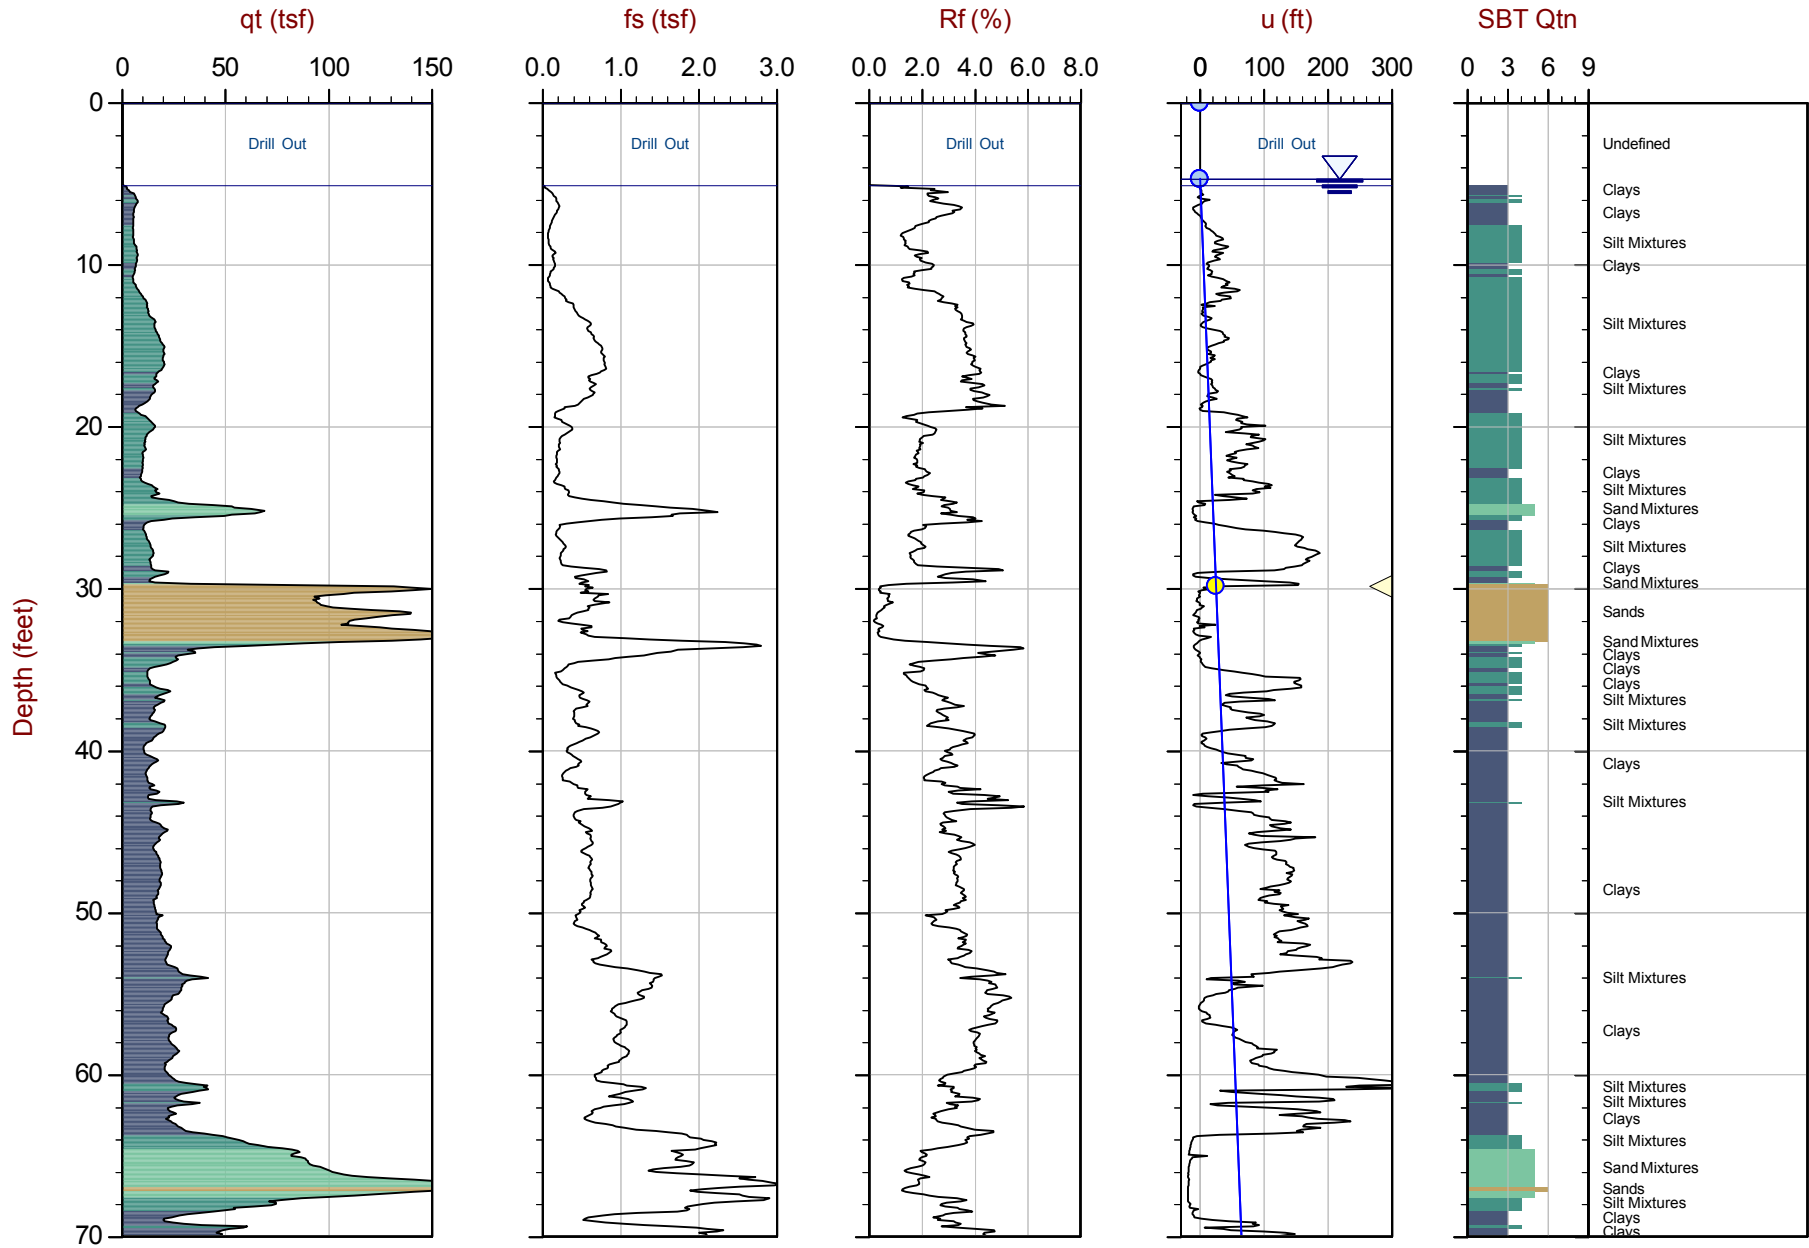 qt (tsf) fs (tsf) Rf (%) u (ft) SBT Qtn
0 50 100 150 0.0 1.0 2.0 3.0 0.0 2.0 4.0 6.0 8.0 0 100 200 300 0 3 6 9
0
Drill Out Drill Out Drill Out Drill Out Undefined
Clays
Clays
Silt Mixtures
10 Clays
Silt Mixtures
Clays
Silt Mixtures
20
Silt Mixtures
Clays
Silt Mixtures
Sand Mixtures
Clays
Silt Mixtures
Clays
30 Sand Mixtures
Sands
Sand Mixtures
Clays
Clays
Clays
Silt Mixtures
Silt Mixtures
Depth (feet)
40
Clays
Silt Mixtures
Clays
50
Silt Mixtures
Clays
60
Silt Mixtures
Silt Mixtures
Clays
Silt Mixtures
Sand Mixtures
Sands
Silt Mixtures
Clays
70 Clays